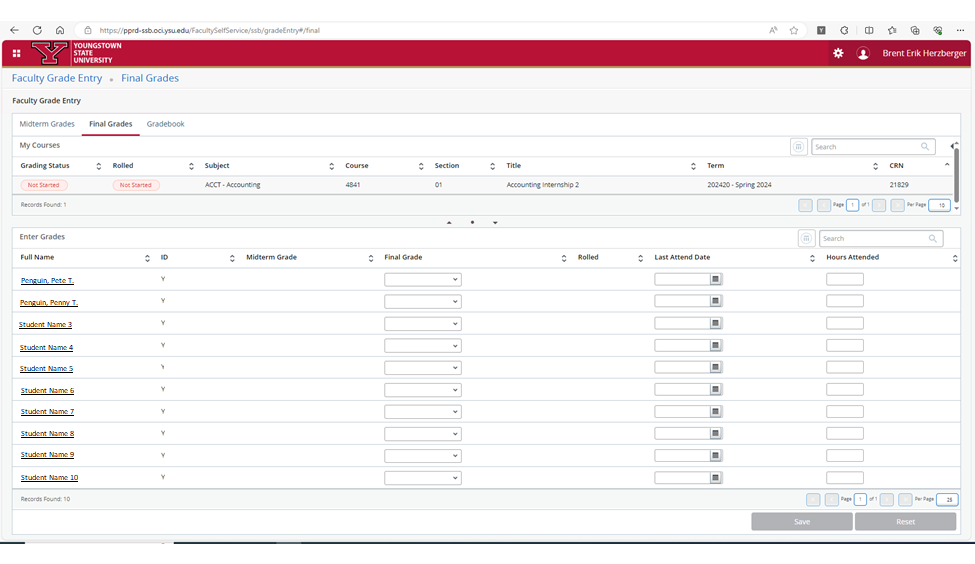 https://pprd-ssb.oci.ysu.edu/FacultySelfService/ssb/gradeEntry#/final
YOUNGSTOWN
STATE
UNIVERSITY
Brent Erik Herzberger
Faculty Grade Entry • Final Grades
Faculty Grade Entry
Midterm Grades Final Grades Gradebook
My Courses Search
Grading Status Rolled Subject Course Section Title Term CRN
Not Started Not Started ACCT - Accounting 4841 01 Accounting Internship 2 202420 - Spring 2024 21829
Records Found: 1 Page 1 of 1 Per Page 10
Enter Grades Search
Full Name ID Midterm Grade Final Grade Rolled Last Attend Date Hours Attended
Penguin, Pete T. Y
Penguin, Penny T. Y
Student Name 3 Y
Student Name 4 Y
Student Name 5 Y
Student Name 6 Y
Student Name 7 Y
Student Name 8 Y
Student Name 9 Y
Student Name 10 Y
Records Found: 10 Page 1 of 1 Per Page 25
Save Reset